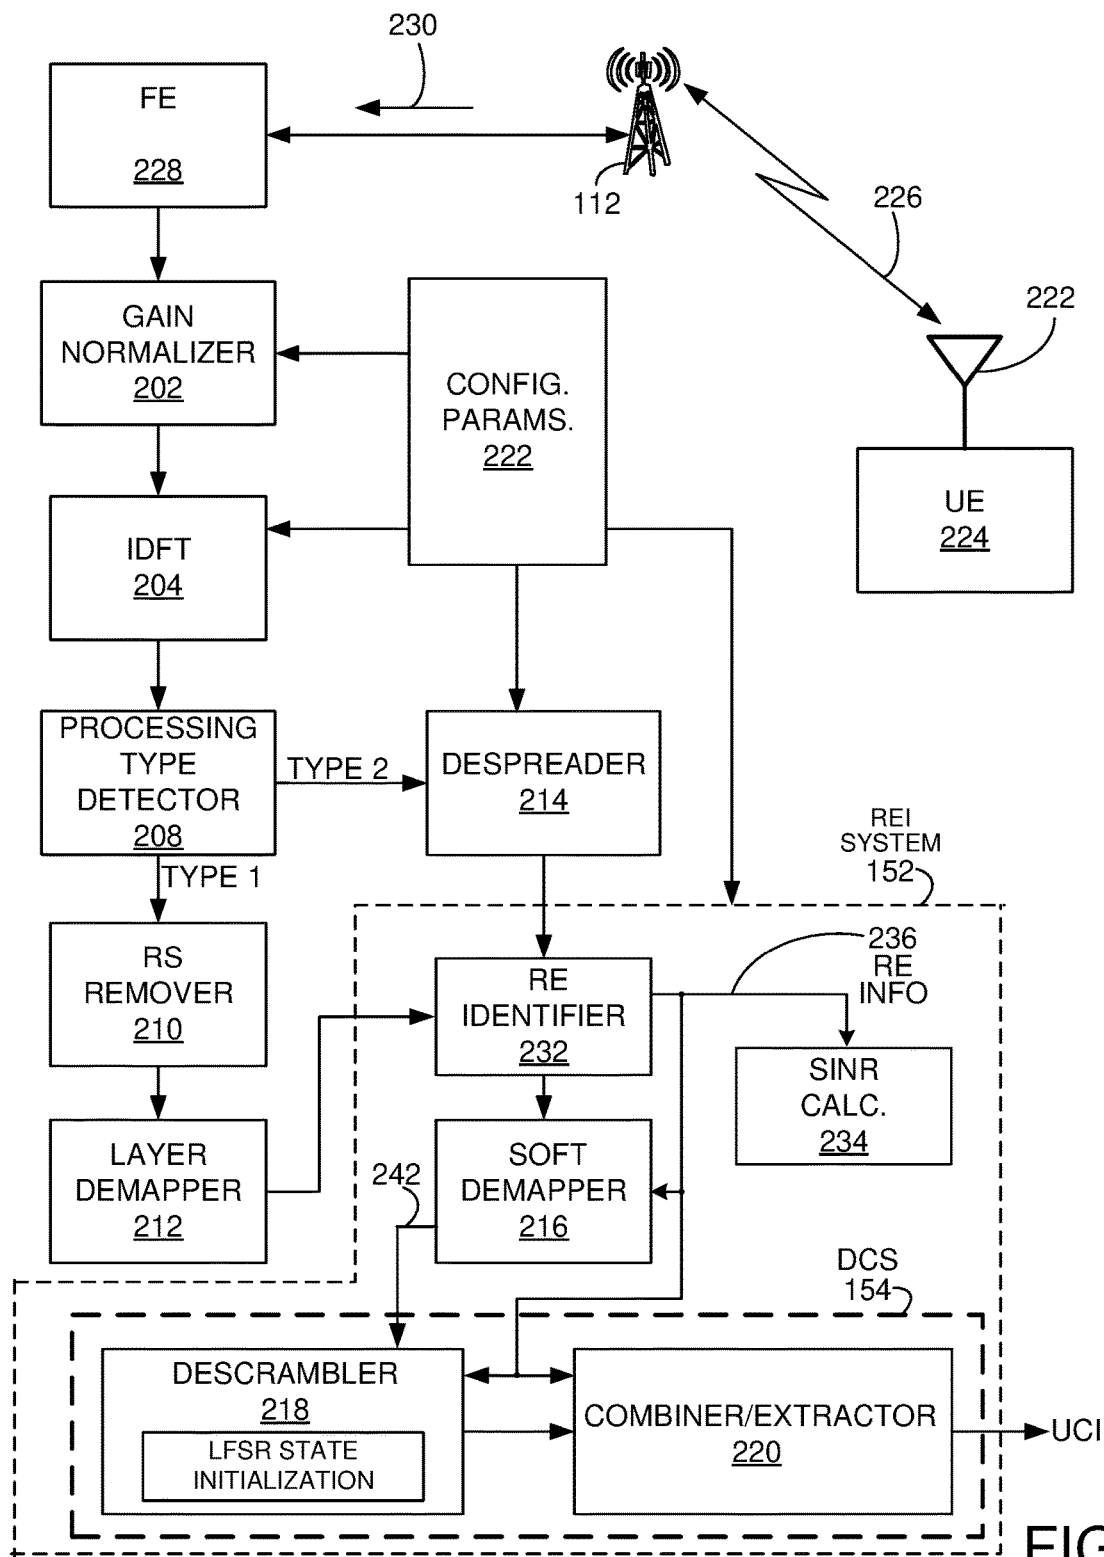 230
FE
228
112
226
222
GAIN
NORMALIZER
202
CONFIG.
PARAMS.
222
UE
224
IDFT
204
PROCESSING
TYPE
DETECTOR
208
TYPE 2
DESPREADER
214
TYPE 1
REI
SYSTEM
152
RS
REMOVER
210
RE
IDENTIFIER
232
236
RE
INFO
SINR
CALC.
234
LAYER
DEMAPPER
212
242
SOFT
DEMAPPER
216
DCS
154
DESCRAMBLER
218
LFSR STATE
INITIALIZATION
COMBINER/EXTRACTOR
220
UCI
FIG